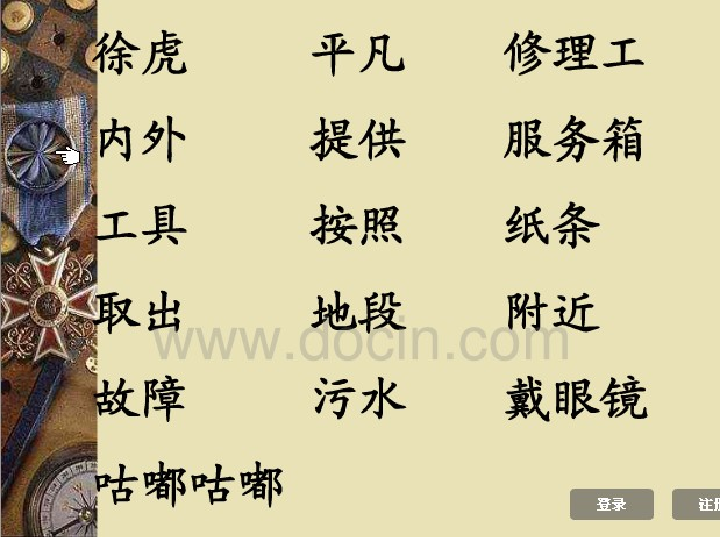 徐虎 平凡 修理工
内外 提供 服务箱
工具 按照 纸条
取出 地段 附近
www.docin.com
故障 污水 戴眼镜
咕嘟咕嘟
登录 注册